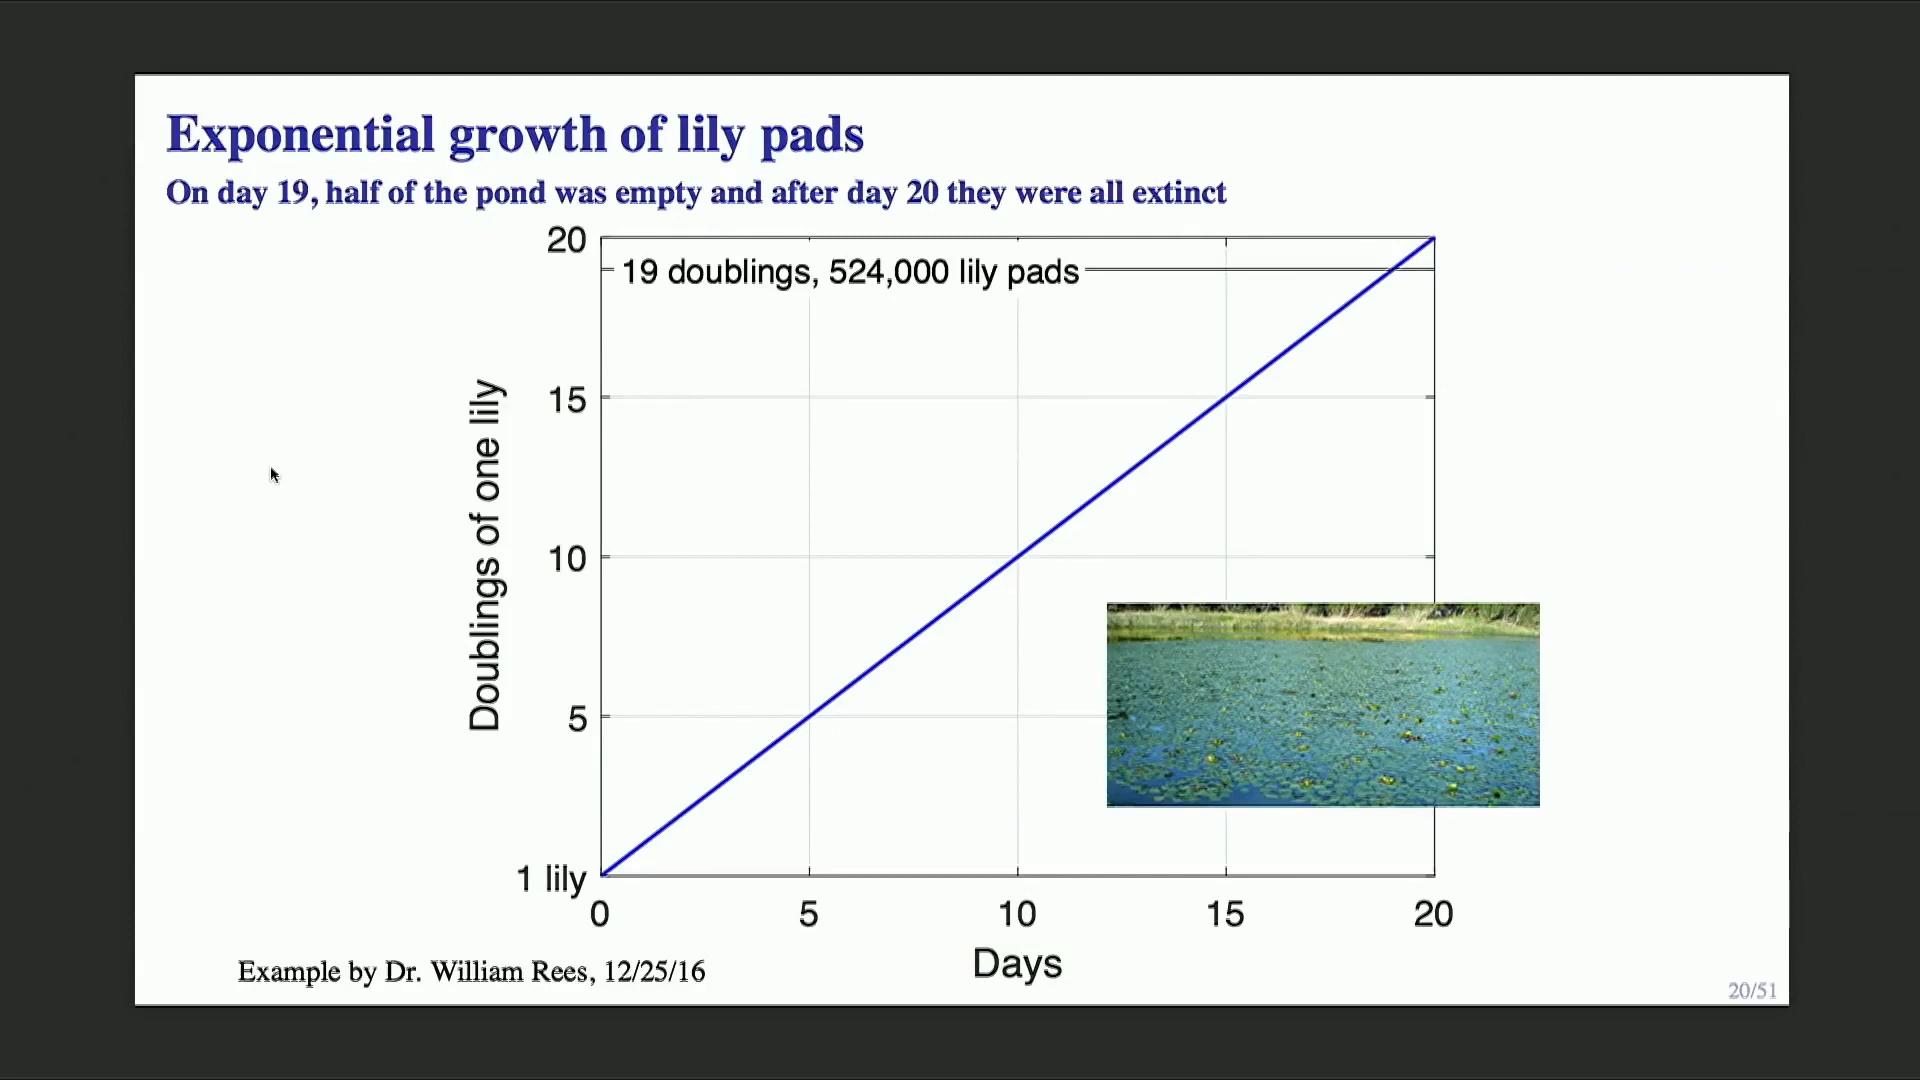 Exponential growth of lily pads
On day 19, half of the pond was empty and after day 20 they were all extinct
20
19 doublings, 524,000 lily pads
15
10
5
1 lily
Doublings of one lily
0 5 10 15 20
Days
Example by Dr. William Rees, 12/25/16
20/51